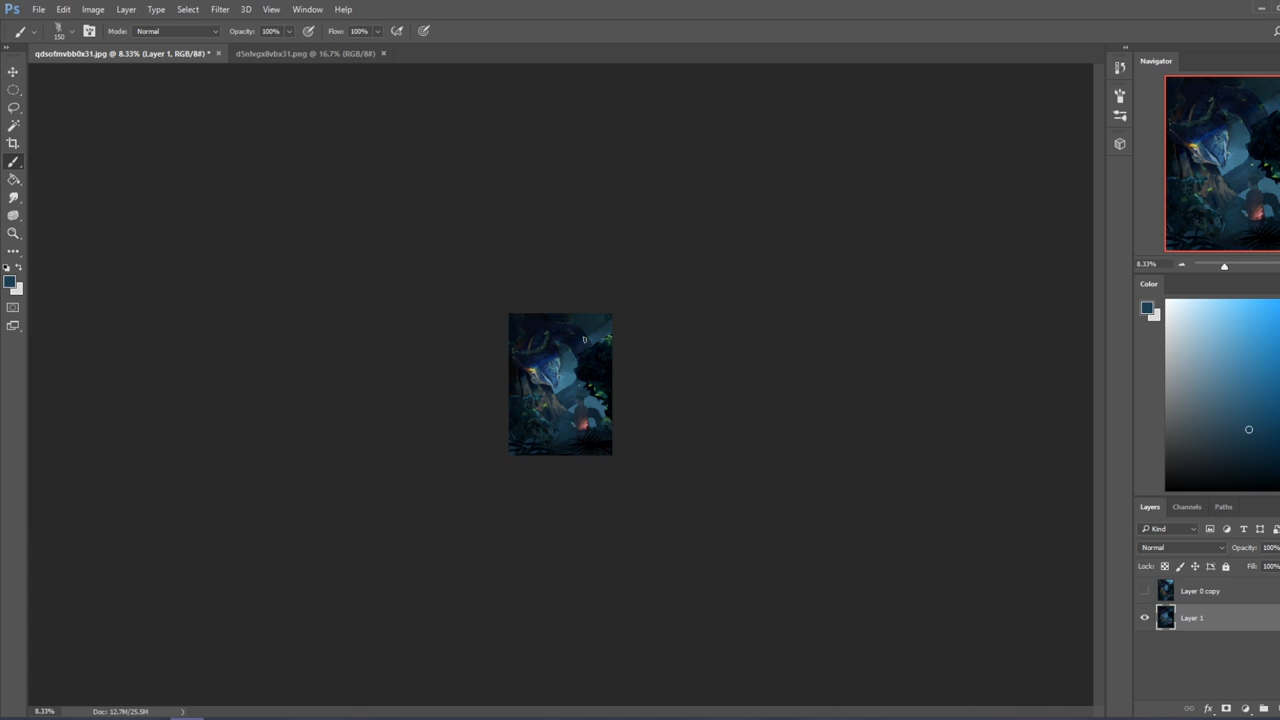 Ps File Edit Image Layer Type Select Filter 3D View Window Help
150 Mode: Normal Opacity: 100% Flow: 100%
qdsofmvbb0x31.jpg @ 8.33% (Layer 1, RGB/8#) * × d5nlvgx8vbx31.png @ 16.7% (RGB/8#) ×
Navigator
8.33%
Color
Layers Channels Paths
Kind
Normal Opacity: 100%
Lock: Fill: 100%
Layer 0 copy
Layer 1
fx
8.33% Doc: 12.7M/25.5M